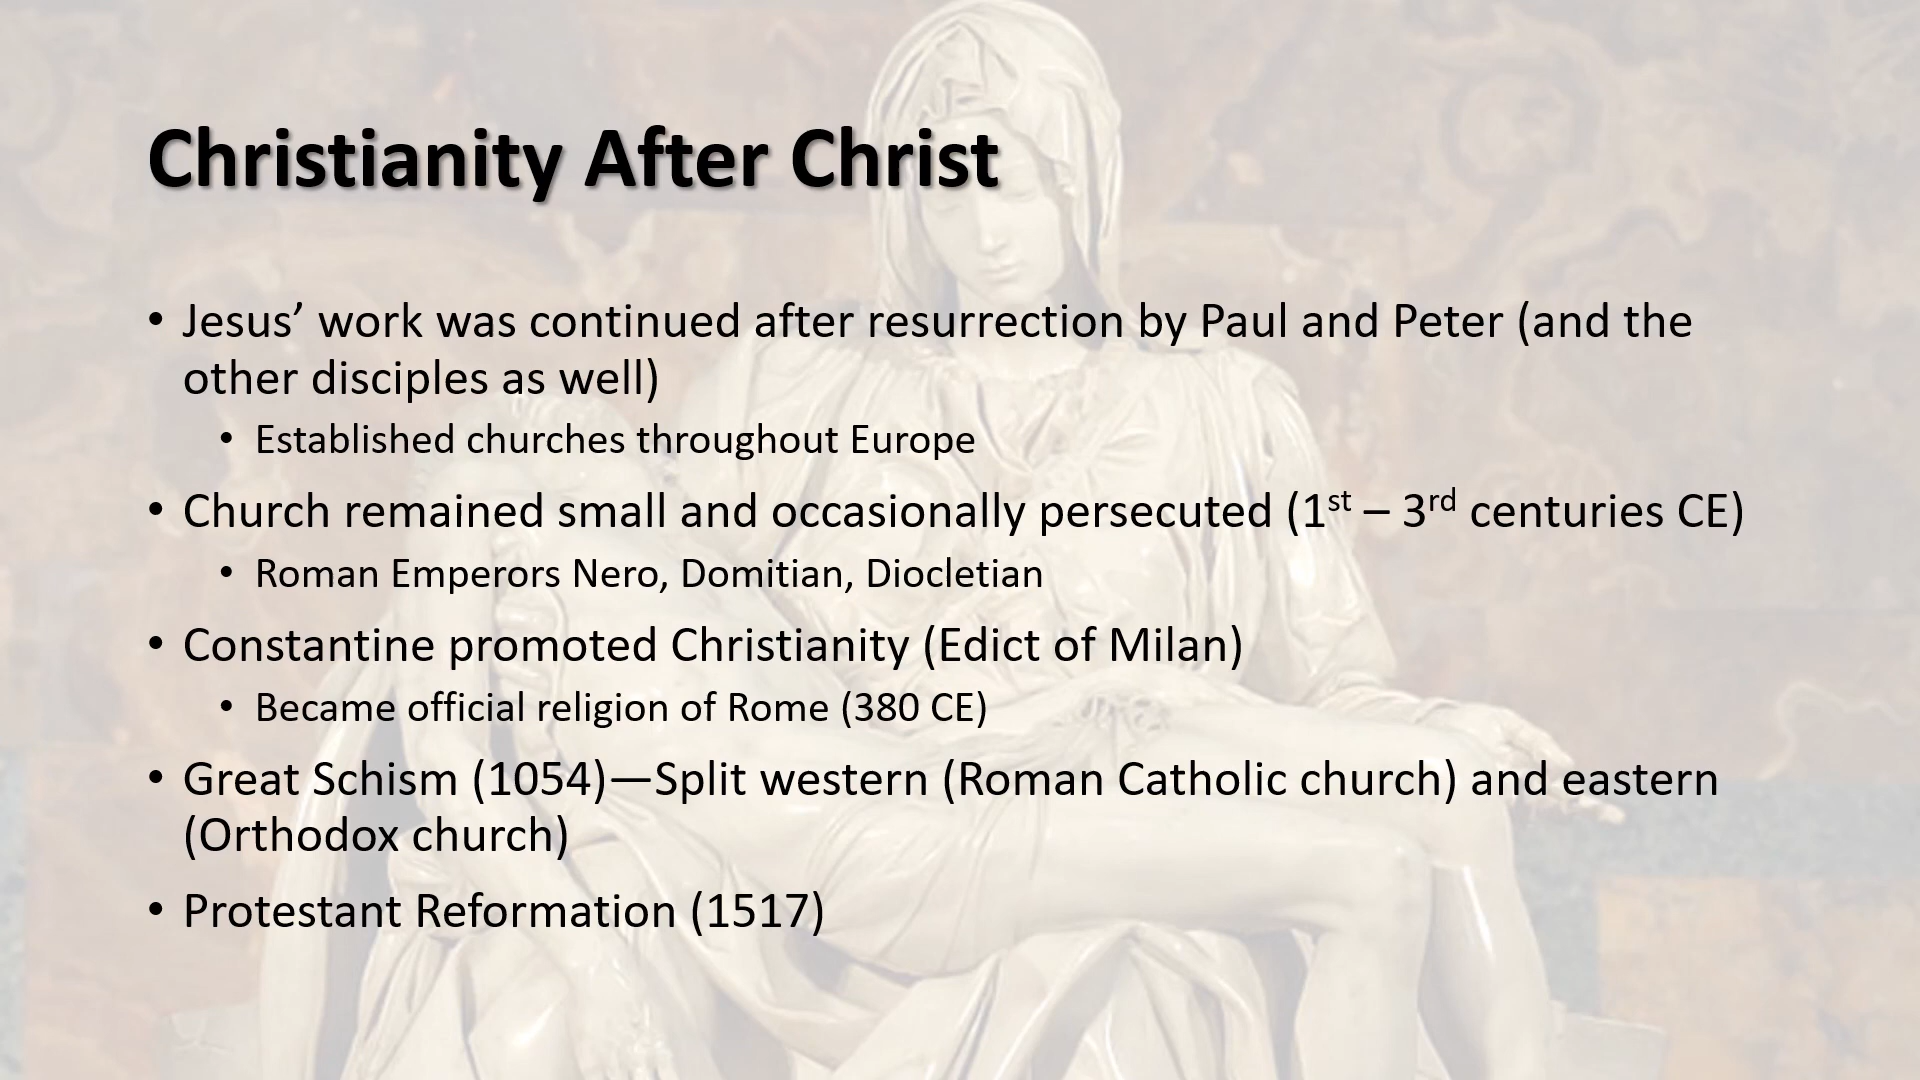 Christianity After Christ
• Jesus’ work was continued after resurrection by Paul and Peter (and the
other disciples as well)
• Established churches throughout Europe
• Church remained small and occasionally persecuted (1st – 3rd centuries CE)
• Roman Emperors Nero, Domitian, Diocletian
• Constantine promoted Christianity (Edict of Milan)
• Became official religion of Rome (380 CE)
• Great Schism (1054)—Split western (Roman Catholic church) and eastern
(Orthodox church)
• Protestant Reformation (1517)